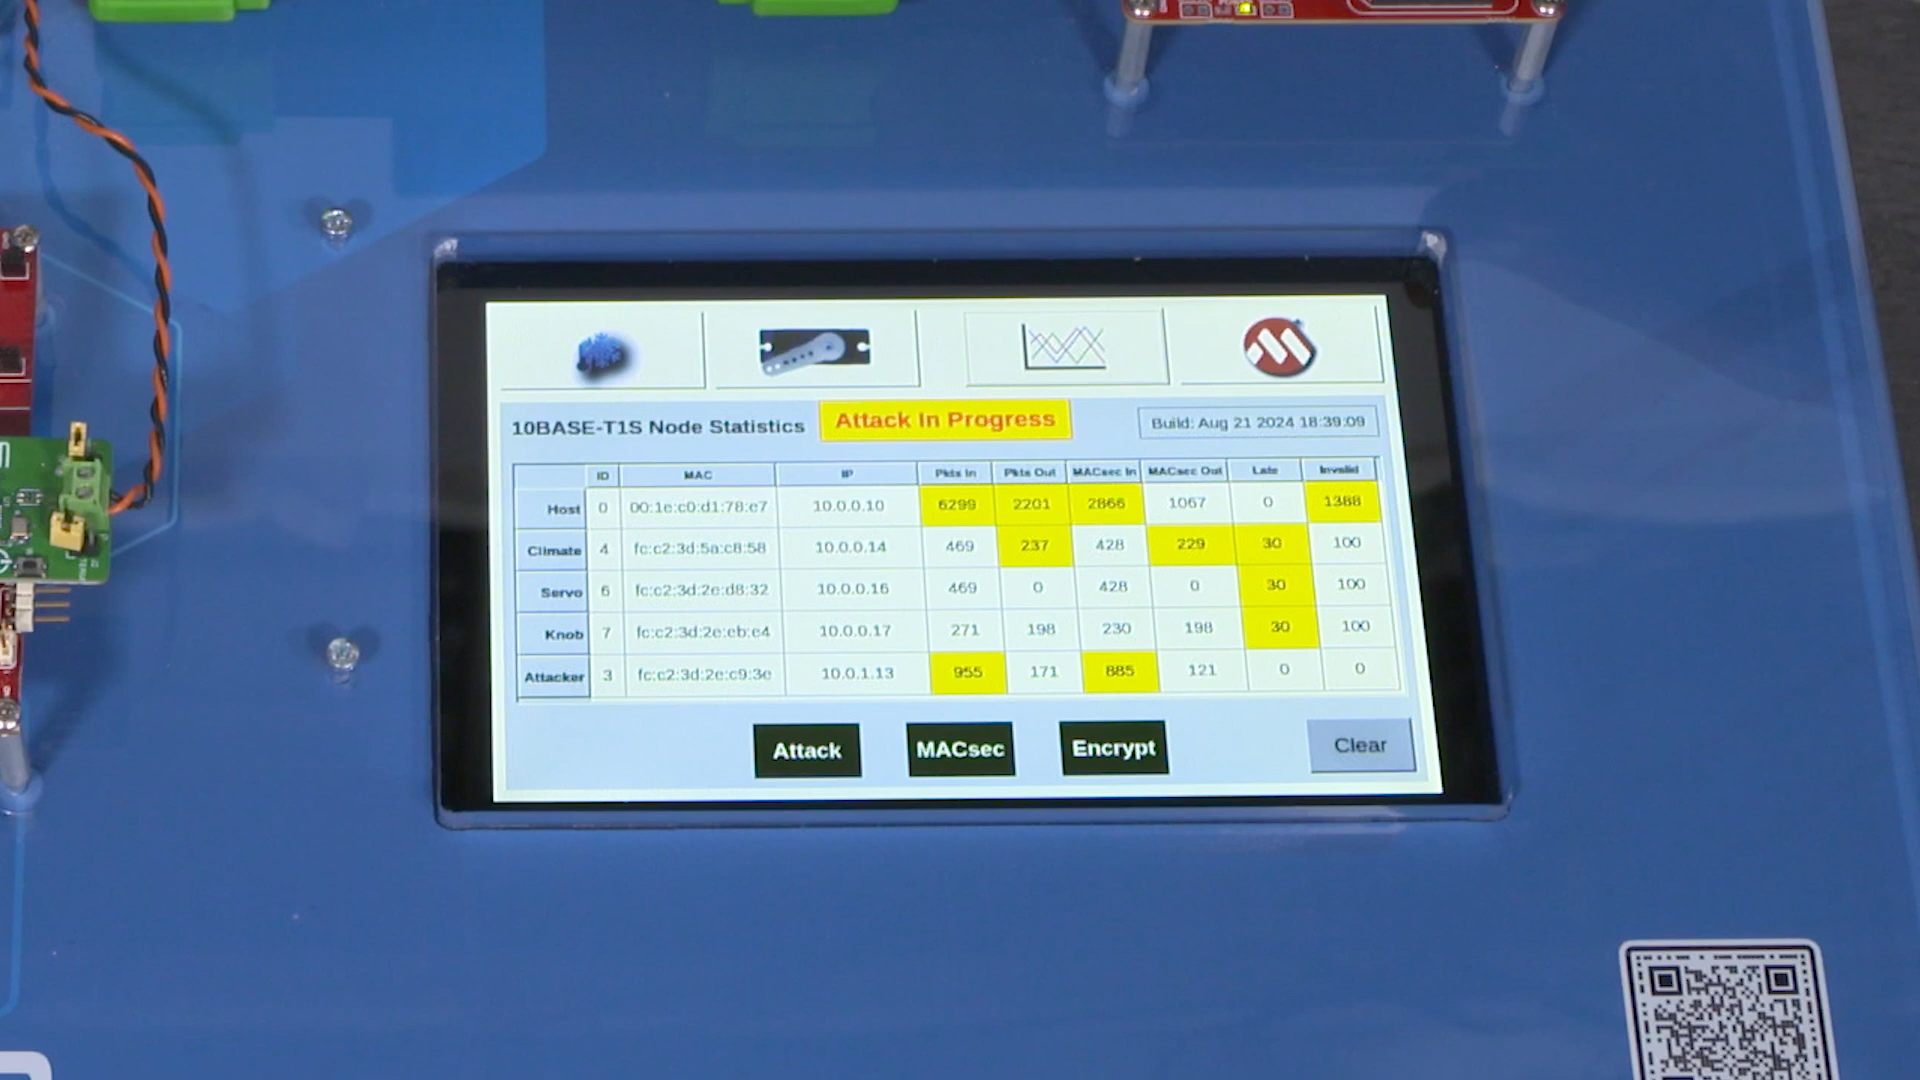 10BASE-T1S Node Statistics Attack In Progress Build: Aug 21 2024 18:39:09
ID MAC IP Pkts In Pkts Out MACsec In MACsec Out Late Invalid
Host 0 00:1e:c0:d1:78:e7 10.0.0.10 6299 2201 2866 1067 0 1388
Climate 4 fc:c2:3d:5a:c8:58 10.0.0.14 469 237 428 229 30 100
Servo 6 fc:c2:3d:2e:d8:32 10.0.0.16 469 0 428 0 30 100
Knob 7 fc:c2:3d:2e:eb:e4 10.0.0.17 271 198 230 198 30 100
Attacker 3 fc:c2:3d:2e:c9:3e 10.0.1.13 955 171 885 121 0 0
Attack MACsec Encrypt Clear